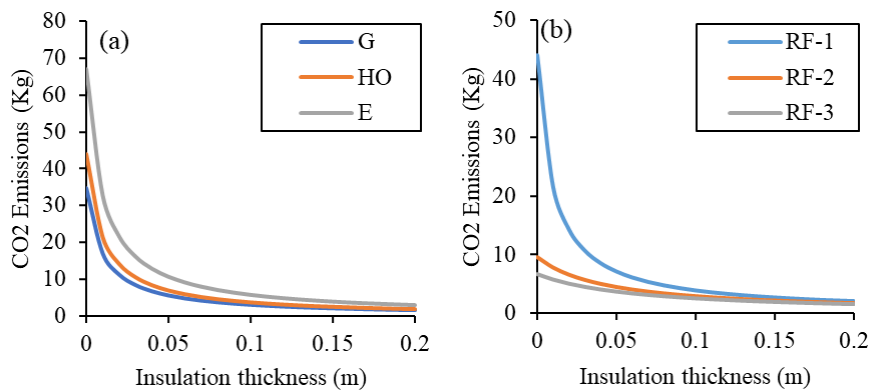 (a)
CO2 Emissions (Kg)
80
70
60
50
40
30
20
10
0
G
HO
E
0 0.05 0.1 0.15 0.2
Insulation thickness (m)
(b)
CO2 Emissions (Kg)
50
40
30
20
10
0
RF-1
RF-2
RF-3
0 0.05 0.1 0.15 0.2
Insulation thickness (m)